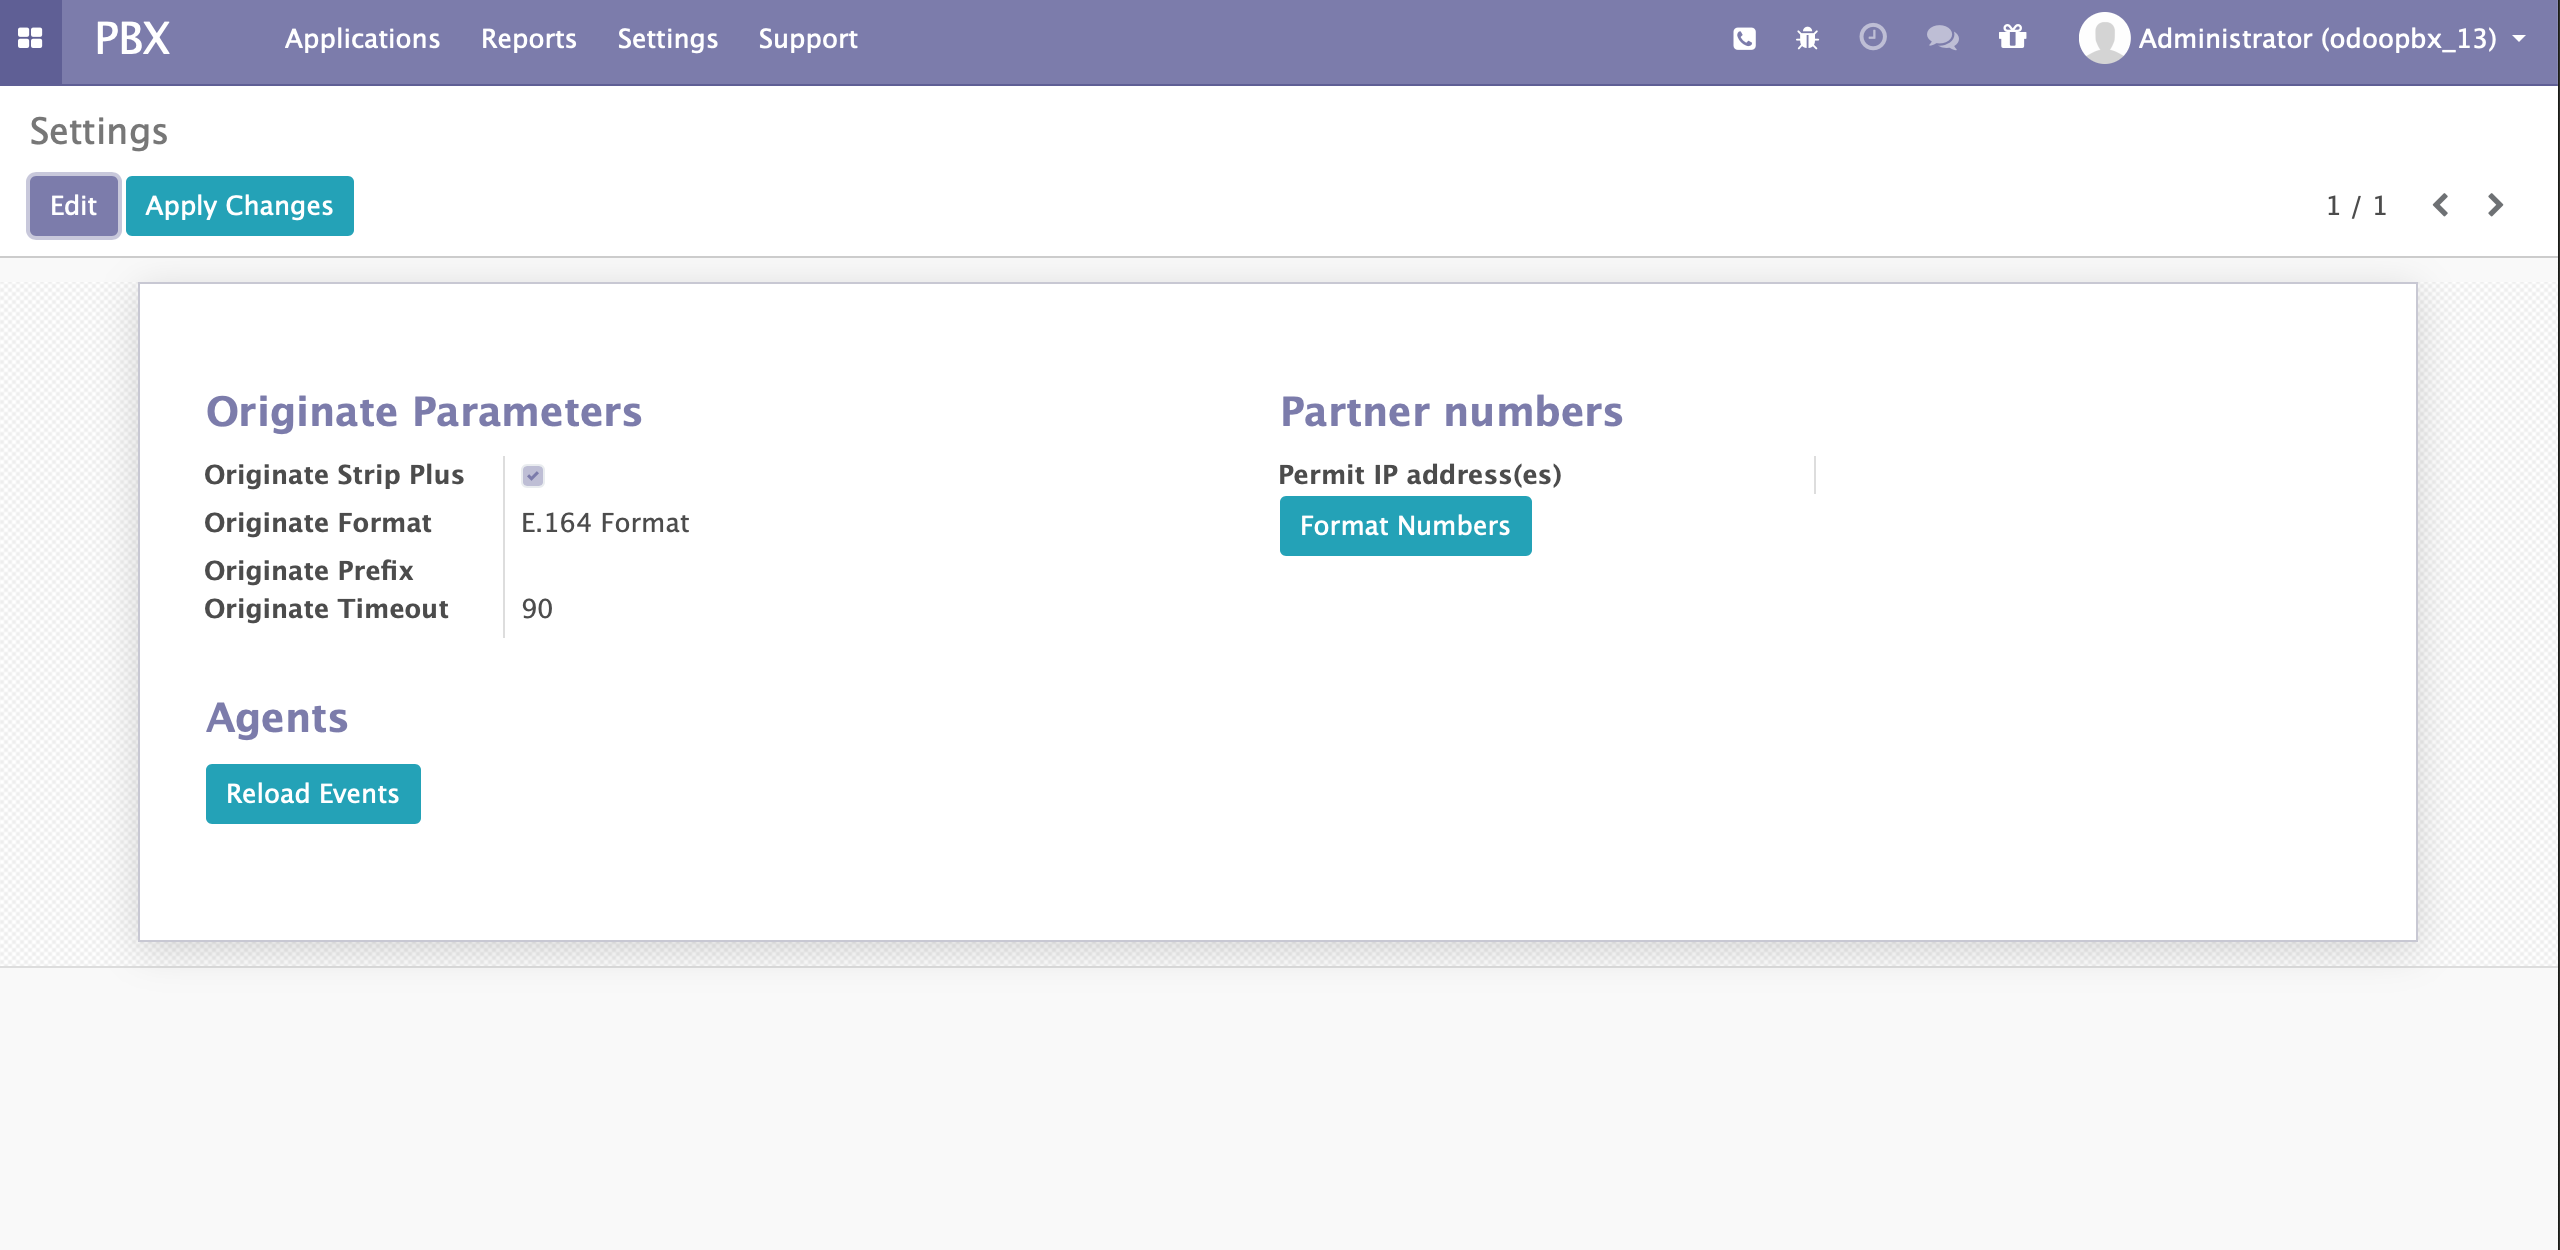 PBX Applications Reports Settings Support Administrator (odoopbx_13)
Settings
Edit Apply Changes 1 / 1
Originate Parameters
Originate Strip Plus
Originate Format E.164 Format
Originate Prefix
Originate Timeout 90
Partner numbers
Permit IP address(es)
Format Numbers
Agents
Reload Events